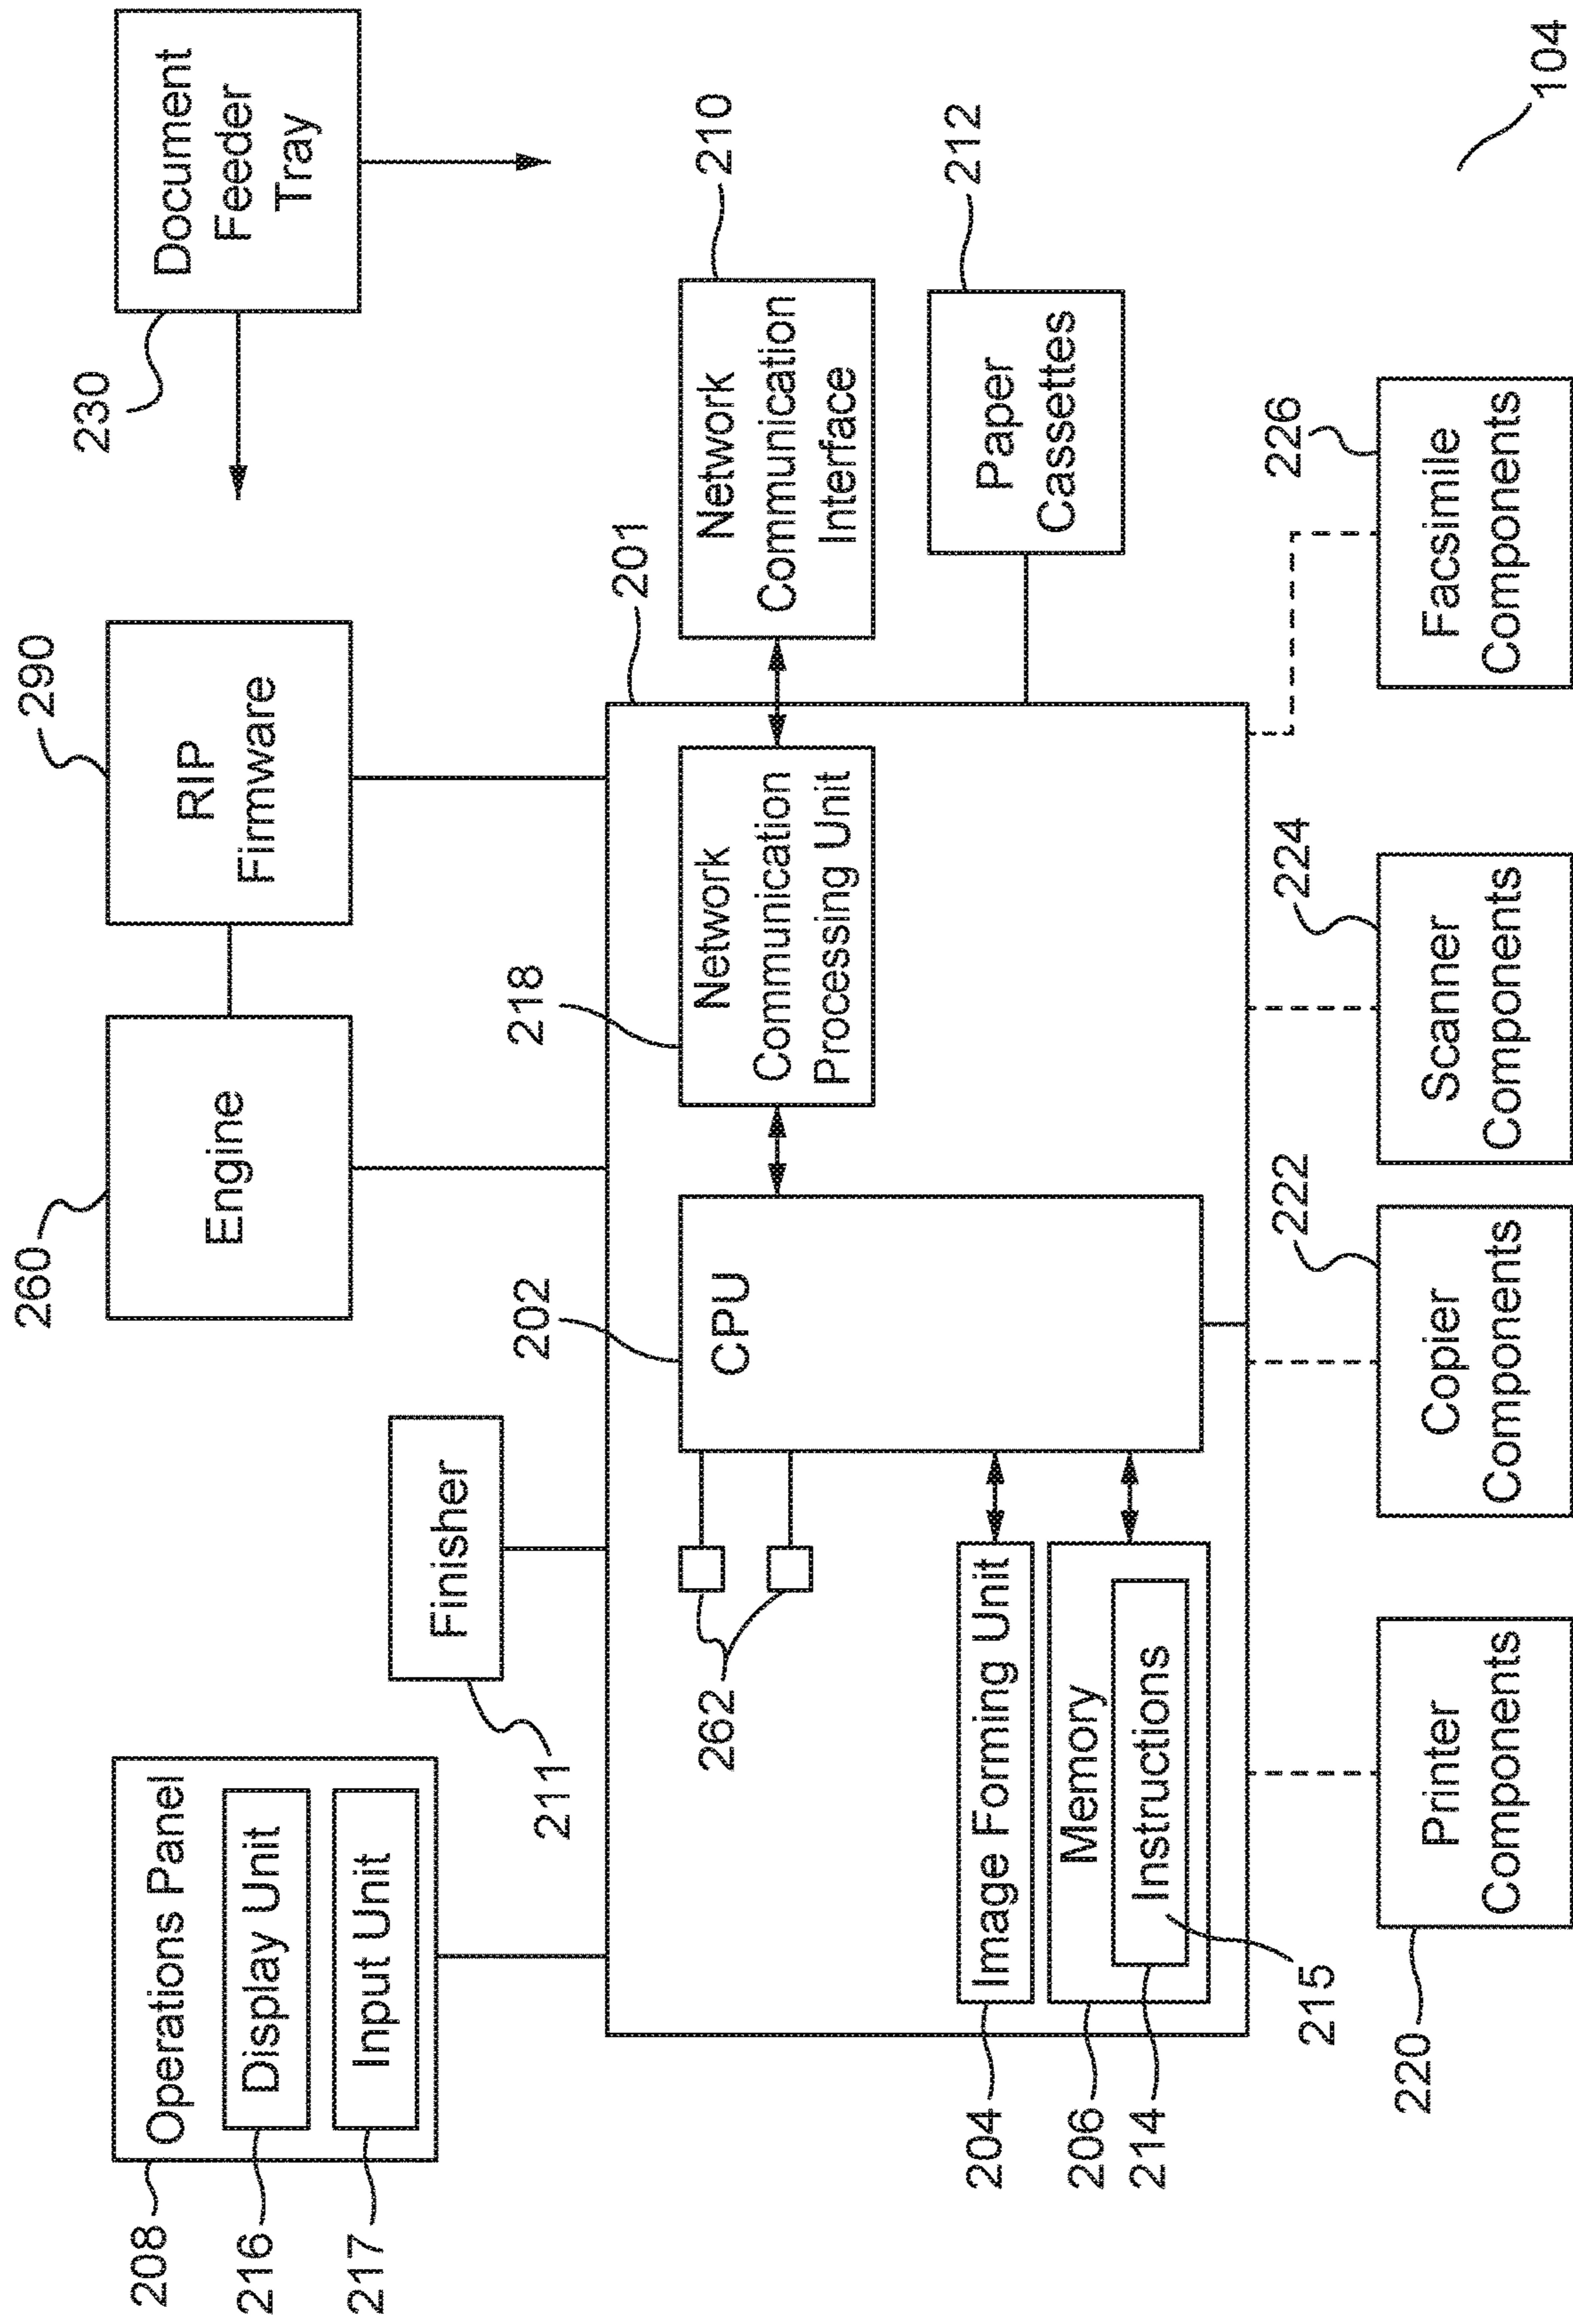 208
Operations Panel
216
Display Unit
217
Input Unit
211
Finisher
260
Engine
290
RIP
Firmware
230
Document
Feeder
Tray
201
202
CPU
218
Network
Communication
Processing Unit
210
Network
Communication
Interface
212
Paper
Cassettes
262
204
Image Forming Unit
206
Memory
214
Instructions
215
220
Printer
Components
222
Copier
Components
224
Scanner
Components
226
Facsimile
Components
104